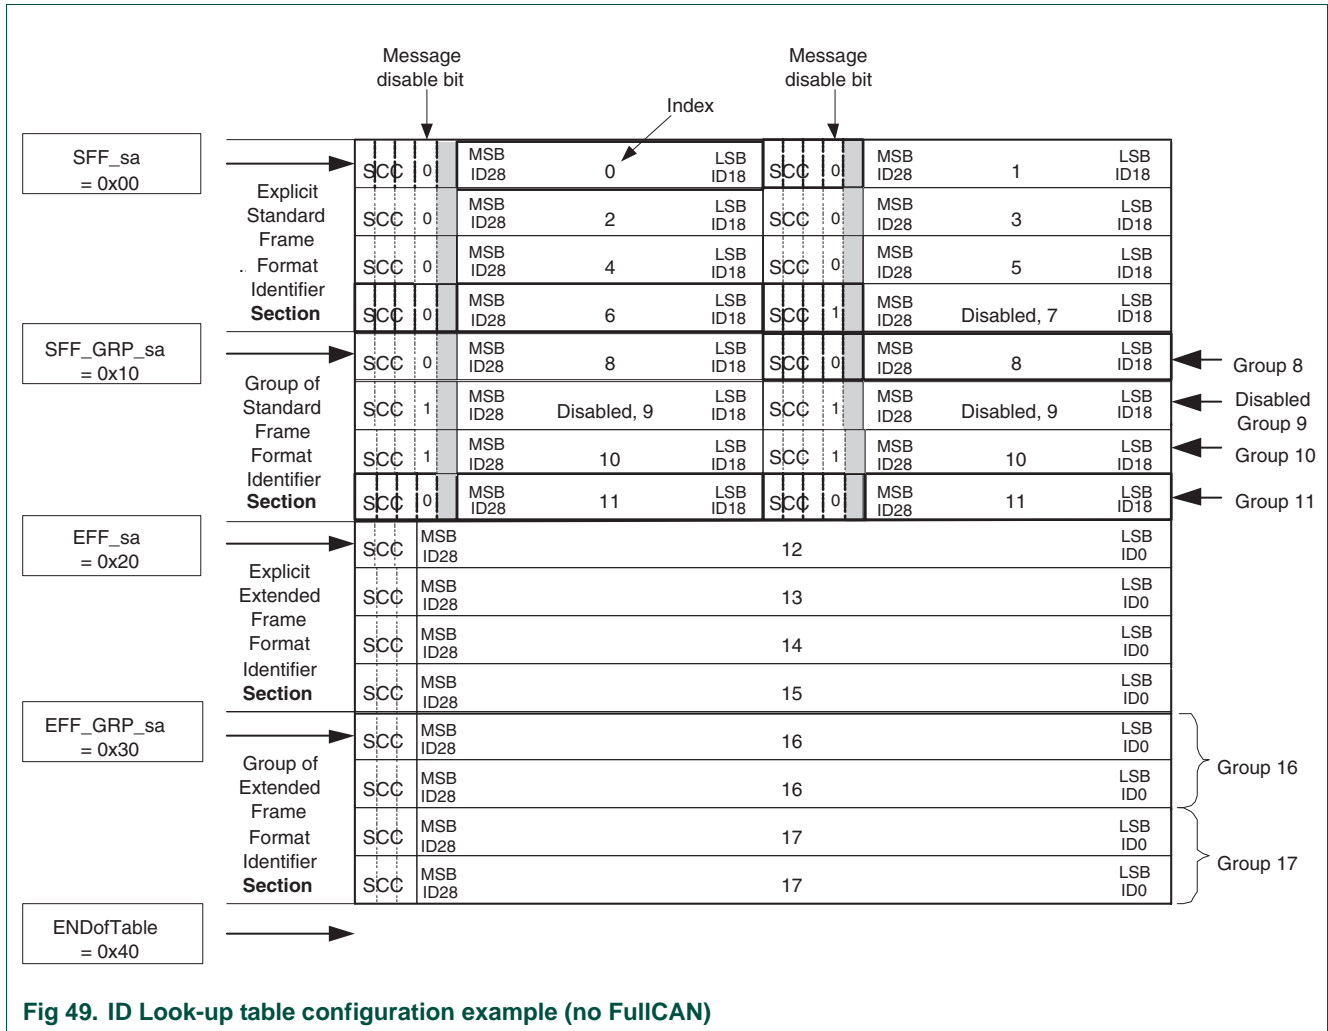 Message
disable bit
Message
disable bit
Index
SFF_sa
= 0x00
Explicit
Standard
Frame
.. Format
Identifier
Section
SCC 0 MSB ID28 0 LSB ID18 SCC 0 MSB ID28 1 LSB ID18
SCC 0 MSB ID28 2 LSB ID18 SCC 0 MSB ID28 3 LSB ID18
SCC 0 MSB ID28 4 LSB ID18 SCC 0 MSB ID28 5 LSB ID18
SCC 0 MSB ID28 6 LSB ID18 SCC 1 MSB ID28 Disabled, 7 LSB ID18
SFF_GRP_sa
= 0x10
Group of
Standard
Frame
Format
Identifier
Section
SCC 0 MSB ID28 8 LSB ID18 SCC 0 MSB ID28 8 LSB ID18 Group 8
SCC 1 MSB ID28 Disabled, 9 LSB ID18 SCC 1 MSB ID28 Disabled, 9 LSB ID18 Disabled Group 9
SCC 1 MSB ID28 10 LSB ID18 SCC 1 MSB ID28 10 LSB ID18 Group 10
SCC 0 MSB ID28 11 LSB ID18 SCC 0 MSB ID28 11 LSB ID18 Group 11
EFF_sa
= 0x20
Explicit
Extended
Frame
Format
Identifier
Section
SCC MSB ID28 12 LSB ID0
SCC MSB ID28 13 LSB ID0
SCC MSB ID28 14 LSB ID0
SCC MSB ID28 15 LSB ID0
EFF_GRP_sa
= 0x30
Group of
Extended
Frame
Format
Identifier
Section
SCC MSB ID28 16 LSB ID0
SCC MSB ID28 16 LSB ID0
Group 16
SCC MSB ID28 17 LSB ID0
SCC MSB ID28 17 LSB ID0
Group 17
ENDofTable
= 0x40
Fig 49. ID Look-up table configuration example (no FullCAN)